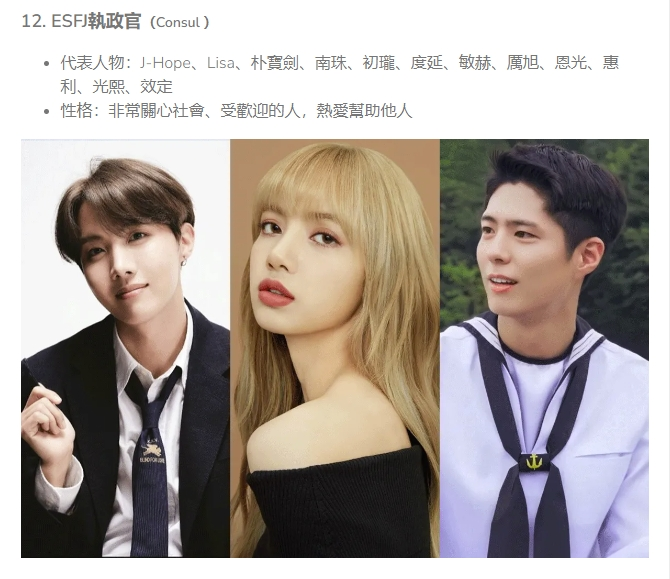 12. ESFJ執政官（Consul ）
代表人物：J-Hope、Lisa、朴寶劍、南珠、初瓏、度延、敏赫、厲旭、恩光、惠
利、光熙、效定
性格：非常關心社會、受歡迎的人，熱愛幫助他人